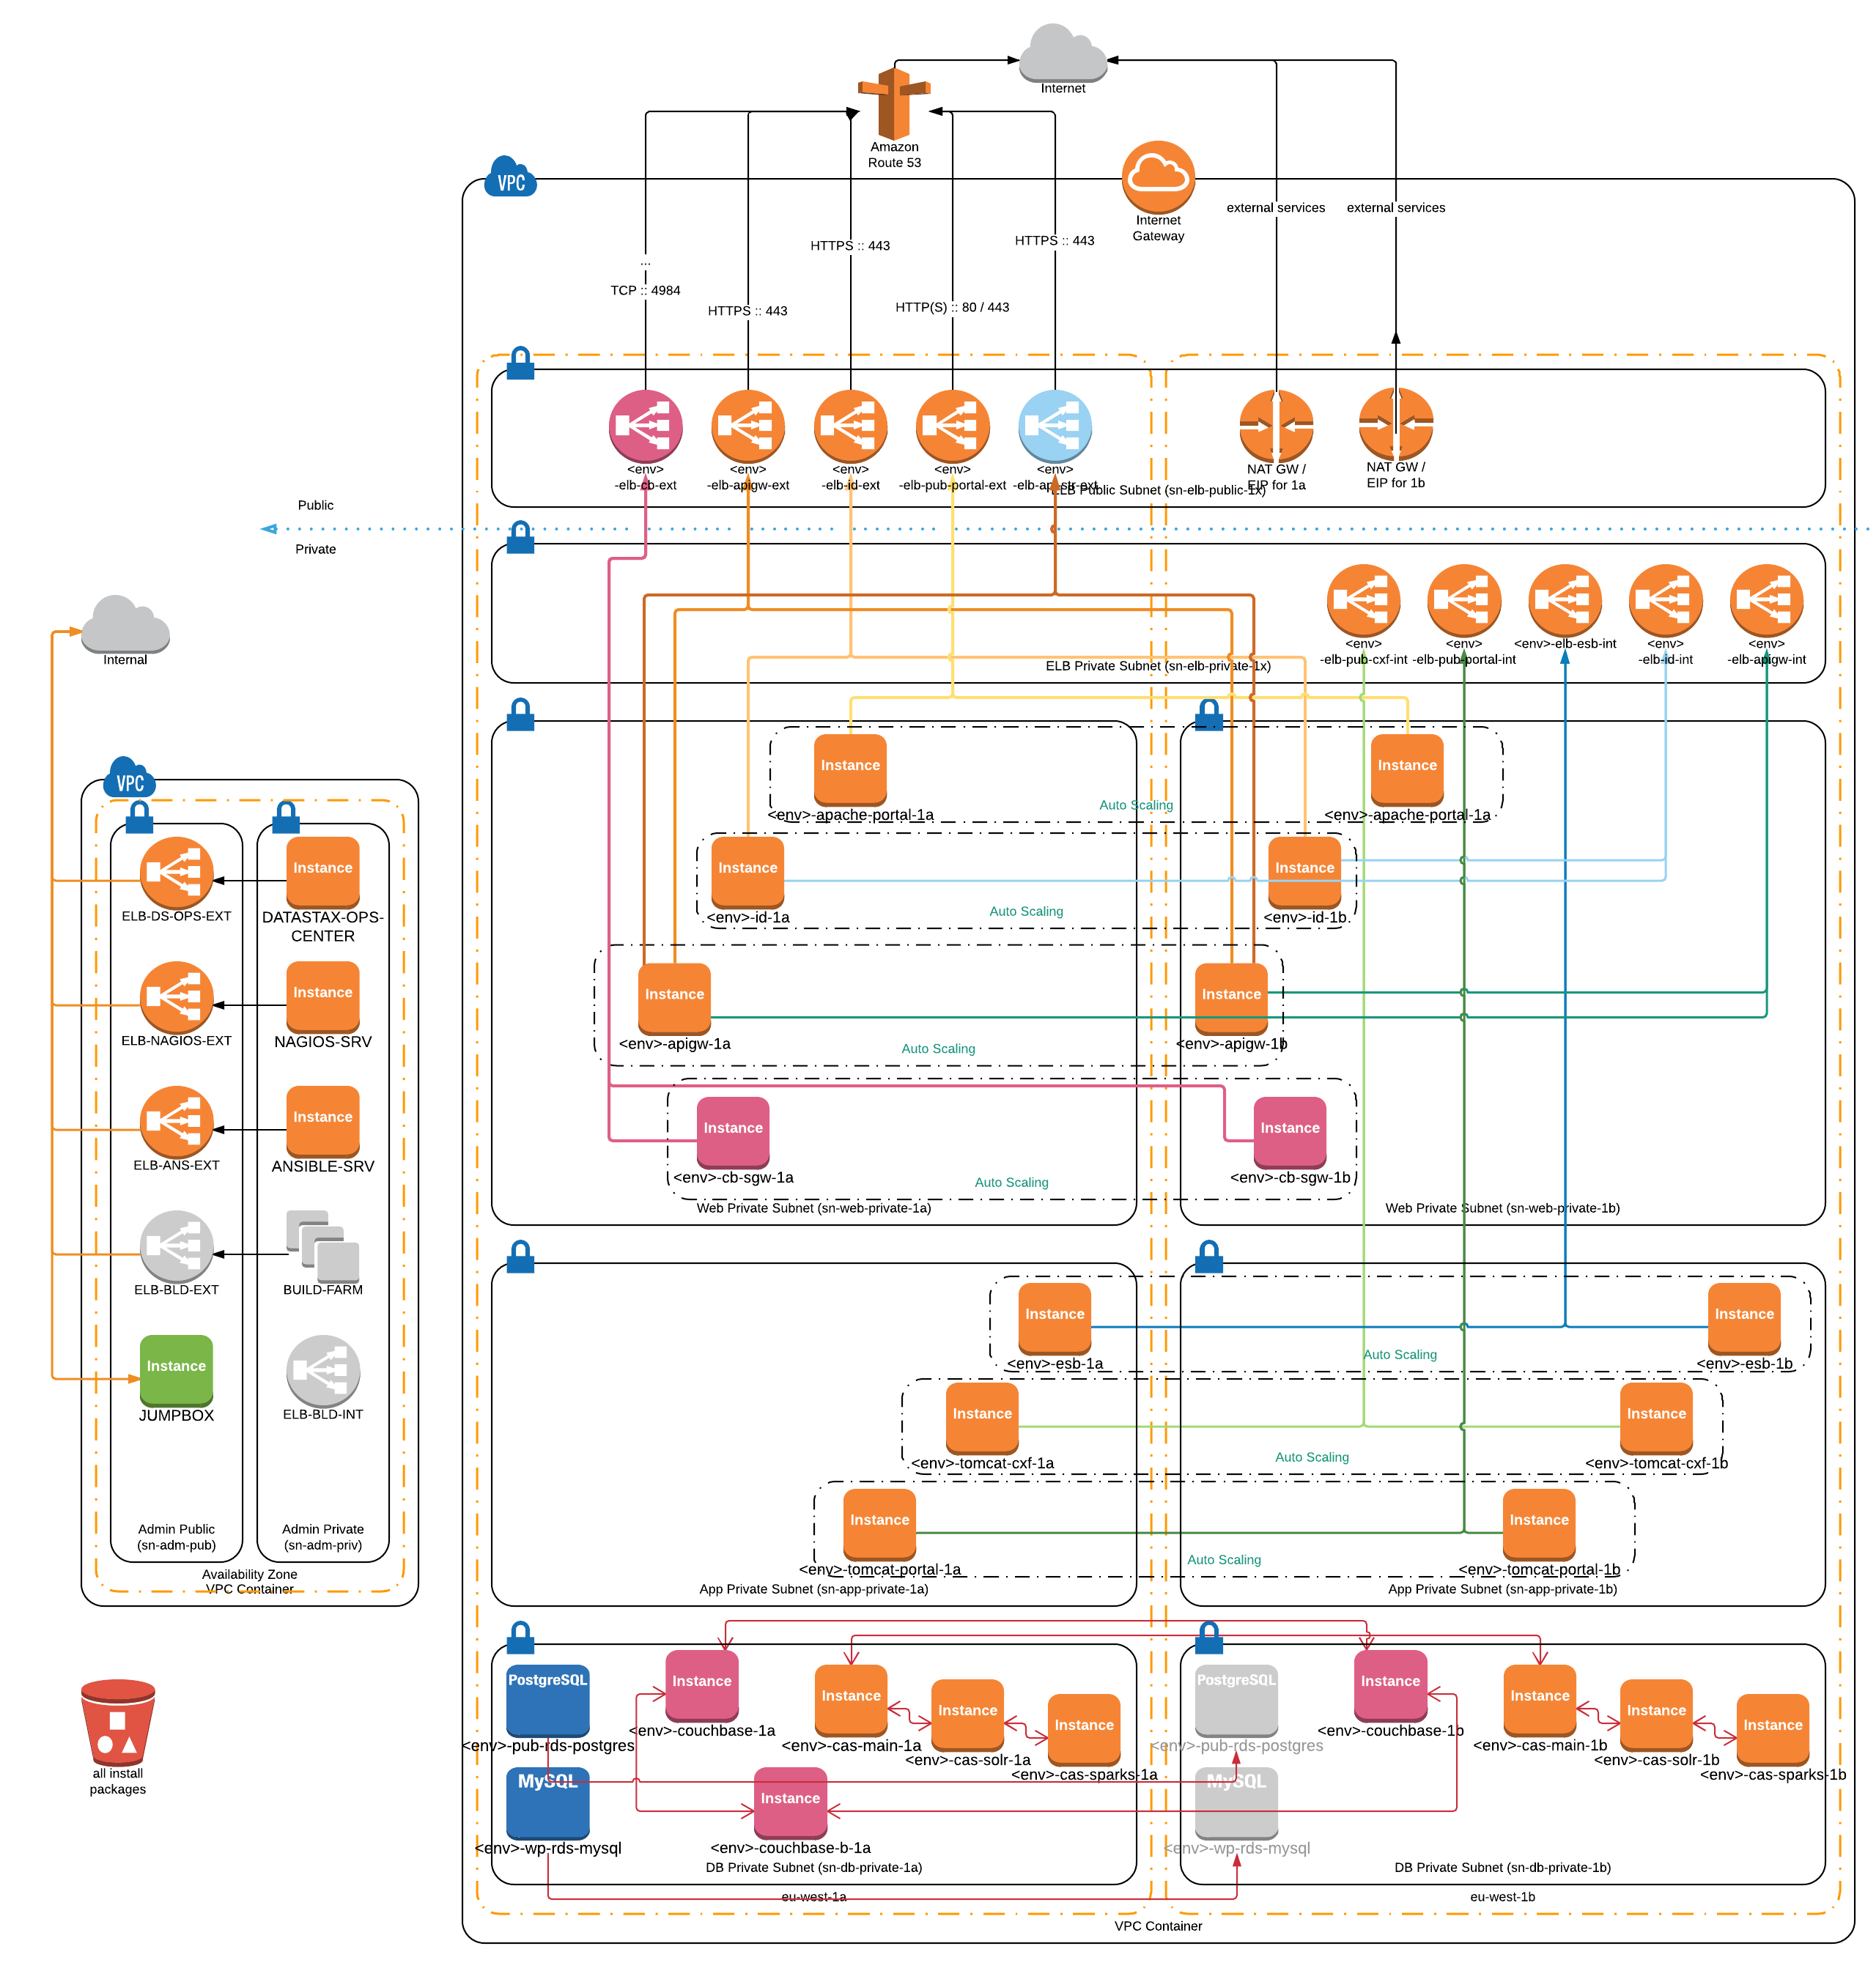 Internet
Amazon
Route 53
VPC
Internet
Gateway
external services
external services
HTTPS :: 443
HTTPS :: 443
...
TCP :: 4984
HTTPS :: 443
HTTP(S) :: 80 / 443
<env>
-elb-cb-ext
<env>
-elb-apigw-ext
<env>
-elb-id-ext
<env>
-elb-pub-portal-ext
<env>
NAT GW /
EIP for 1a
NAT GW /
EIP for 1b
ELB Public Subnet (sn-elb-public-1x)
Public
Private
<env>
-elb-pub-cxf-int
<env>
-elb-pub-portal-int
<env>-elb-esb-int
<env>
-elb-id-int
<env>
-elb-apigw-int
ELB Private Subnet (sn-elb-private-1x)
Internal
Instance
<env>-apache-portal-1a
Instance
<env>-apache-portal-1a
Auto Scaling
Instance
<env>-id-1a
Instance
<env>-id-1b
Auto Scaling
Instance
<env>-apigw-1a
Instance
<env>-apigw-1b
Auto Scaling
Instance
<env>-cb-sgw-1a
Instance
<env>-cb-sgw-1b
Auto Scaling
Web Private Subnet (sn-web-private-1a)
Web Private Subnet (sn-web-private-1b)
VPC
ELB-DS-OPS-EXT
Instance
DATASTAX-OPS-
CENTER
ELB-NAGIOS-EXT
Instance
NAGIOS-SRV
ELB-ANS-EXT
Instance
ANSIBLE-SRV
ELB-BLD-EXT
BUILD-FARM
Instance
JUMPBOX
ELB-BLD-INT
Admin Public
(sn-adm-pub)
Admin Private
(sn-adm-priv)
Availability Zone
VPC Container
Instance
<env>-esb-1a
Instance
<env>-esb-1b
Auto Scaling
Instance
<env>-tomcat-cxf-1a
Instance
<env>-tomcat-cxf-1b
Auto Scaling
Instance
<env>-tomcat-portal-1a
Instance
<env>-tomcat-portal-1b
Auto Scaling
App Private Subnet (sn-app-private-1a)
App Private Subnet (sn-app-private-1b)
all install
packages
PostgreSQL
<env>-pub-rds-postgres
Instance
<env>-couchbase-1a
Instance
<env>-cas-main-1a
Instance
<env>-cas-solr-1a
Instance
<env>-cas-sparks-1a
MySQL
<env>-wp-rds-mysql
Instance
<env>-couchbase-b-1a
DB Private Subnet (sn-db-private-1a)
PostgreSQL
<env>-pub-rds-postgres
Instance
<env>-couchbase-1b
Instance
<env>-cas-main-1b
Instance
<env>-cas-solr-1b
Instance
<env>-cas-sparks-1b
MySQL
<env>-wp-rds-mysql
DB Private Subnet (sn-db-private-1b)
eu-west-1a
eu-west-1b
VPC Container